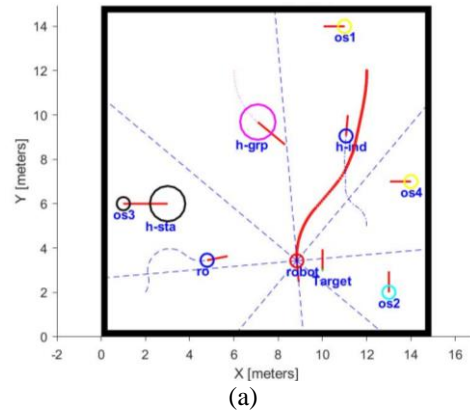 14
12
10
8
6
4
2
0
Y [meters]
-2
0
2
4
6
8
10
12
14
16
X [meters]
os1
h-grp
h-ind
os4
os3
h-sta
ro
robot
Target
os2
(a)